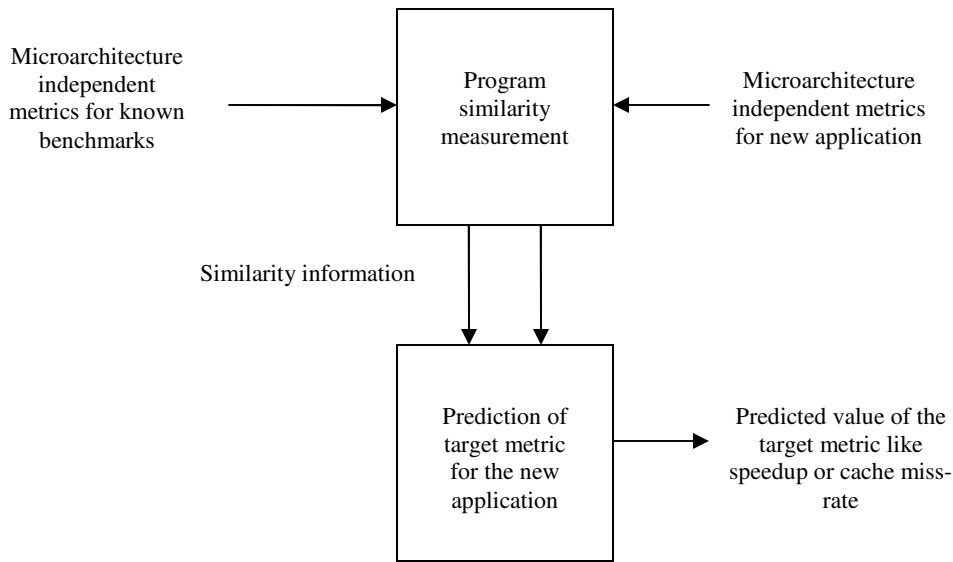 Microarchitecture
independent
metrics for known
benchmarks
Program
similarity
measurement
Microarchitecture
independent metrics
for new application
Similarity information
Prediction of
target metric
for the new
application
Predicted value of the
target metric like
speedup or cache miss-
rate